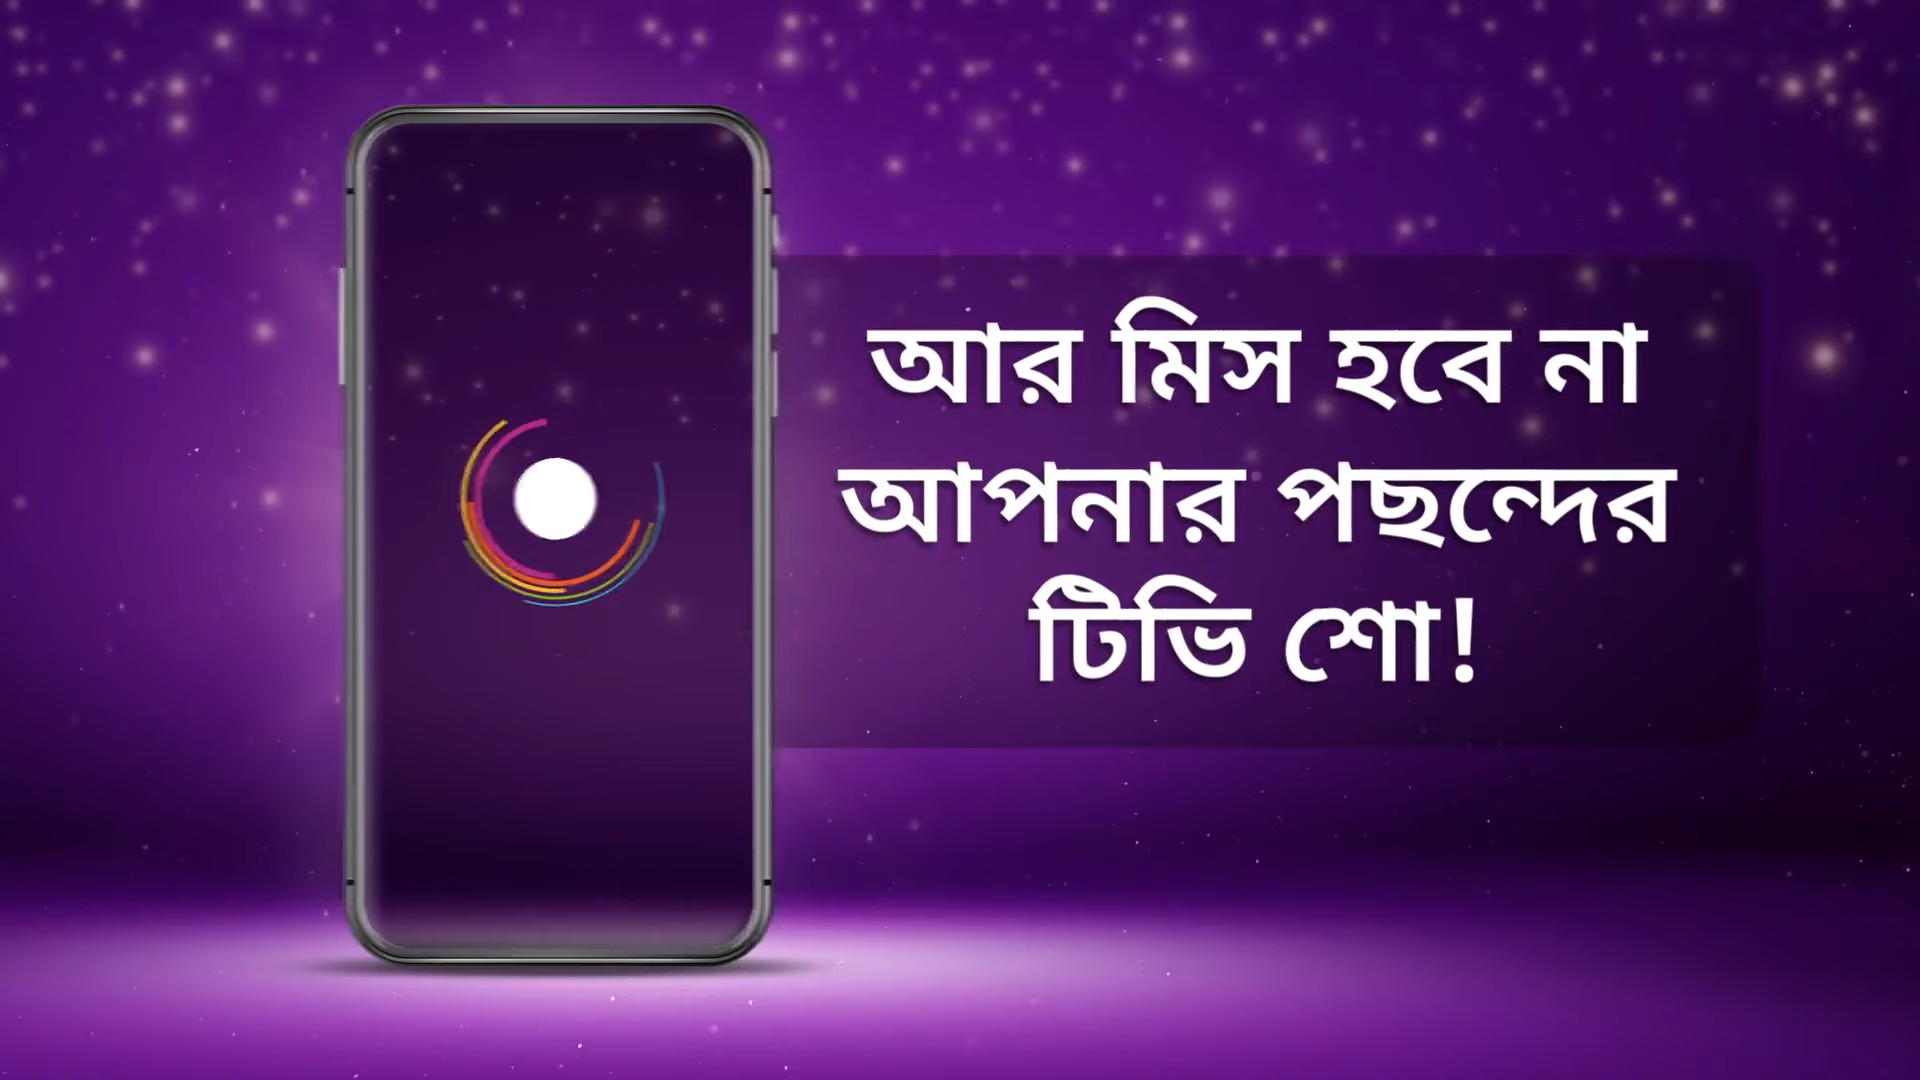 আর মিস হবে না
আপনার পছন্দের
টিভি শো!